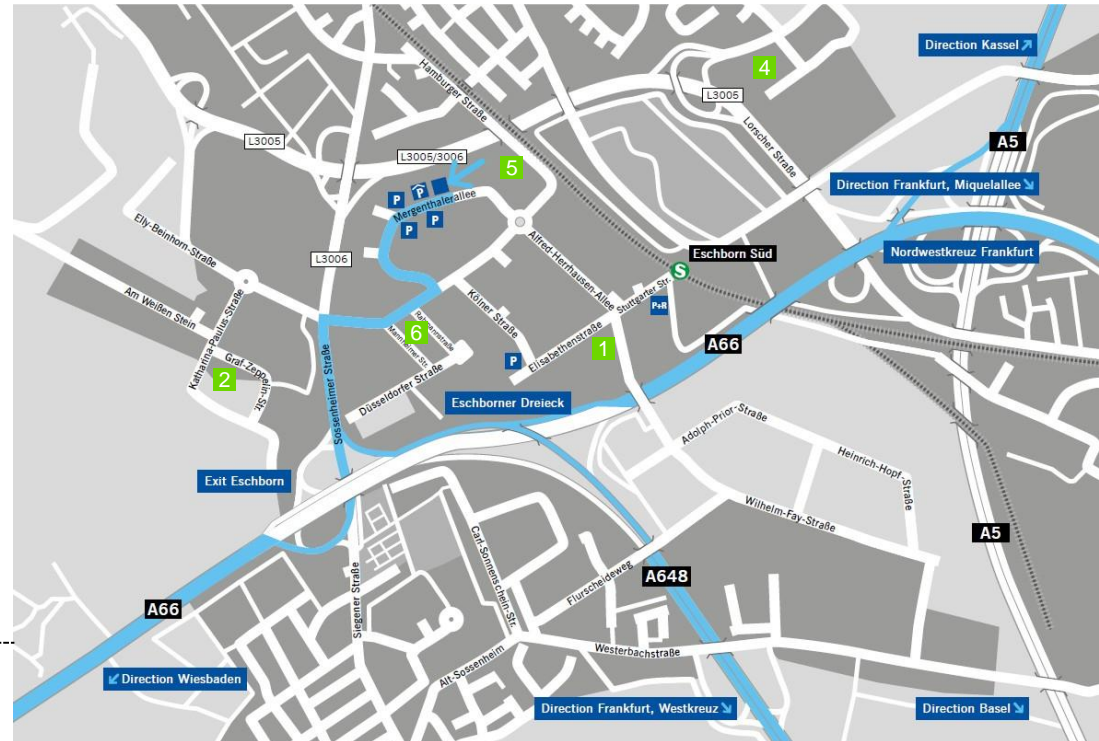 Direction Kassel
4
Hamburger Straße
L3005
L3005
A5
Lorscher Straße
L3005/3006
5
Direction Frankfurt, Miquelallee
P
P
Mergenthalerallee
P
P
Elly-Beinhorn-Straße
Alfred-Herrhausen-Allee
Eschborn Süd
Nordwestkreuz Frankfurt
L3006
S
Stuttgarter Str.
Am Weißen Stein
Katharina-Paulus-Straße
P+R
Kölner Straße
6
Mannheimer Str.
Elisabethenstraße
1
A66
Graf-Zeppelin-Str.
2
P
Sossenheimer Straße
Düsseldorfer Straße
Eschborner Dreieck
Adolph-Prior-Straße
Heinrich-Hopf-Straße
Exit Eschborn
Wilhelm-Fay-Straße
Carl-Sonnenschein-Str.
A5
Flurscheideweg
A648
A66
Siegener Straße
Westerbachstraße
Alt-Sossenheim
Direction Wiesbaden
Direction Frankfurt, Westkreuz
Direction Basel